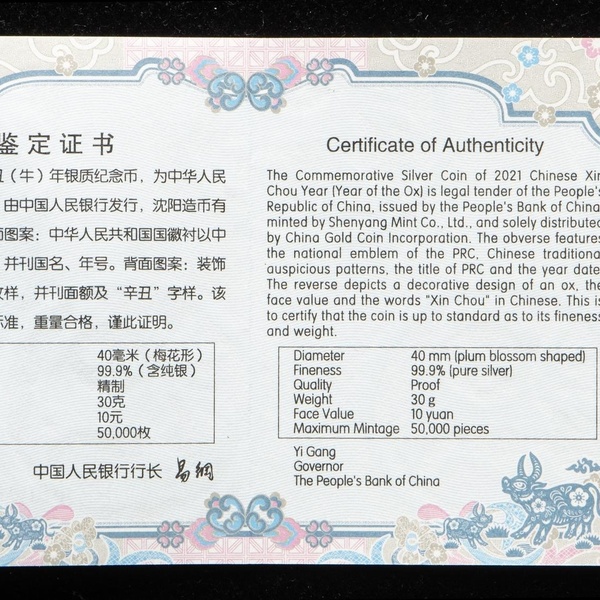 鉴定证书
（牛）年银质纪念币，为中华人民
由中国人民银行发行，沈阳造币有
面图案：中华人民共和国国徽衬以中
并刊国名、年号。背面图案：装饰
纹样，并刊面额及“辛丑”字样。该
标准，重量合格，谨此证明。
40毫米（梅花形）
99.9%（含纯银）
精制
30克
10元
50,000枚
中国人民银行行长 易纲
Certificate of Authenticity
The Commemorative Silver Coin of 2021 Chinese Xin
Chou Year (Year of the Ox) is legal tender of the People's
Republic of China, issued by the People's Bank of China,
minted by Shenyang Mint Co., Ltd., and solely distributed
by China Gold Coin Incorporation. The obverse features
the national emblem of the PRC, Chinese traditional
auspicious patterns, the title of PRC and the year date.
The reverse depicts a decorative design of an ox, the
face value and the words "Xin Chou" in Chinese. This is
to certify that the coin is up to standard as to its fineness
and weight.
Diameter 40 mm (plum blossom shaped)
Fineness 99.9% (pure silver)
Quality Proof
Weight 30 g
Face Value 10 yuan
Maximum Mintage 50,000 pieces
Yi Gang
Governor
The People's Bank of China